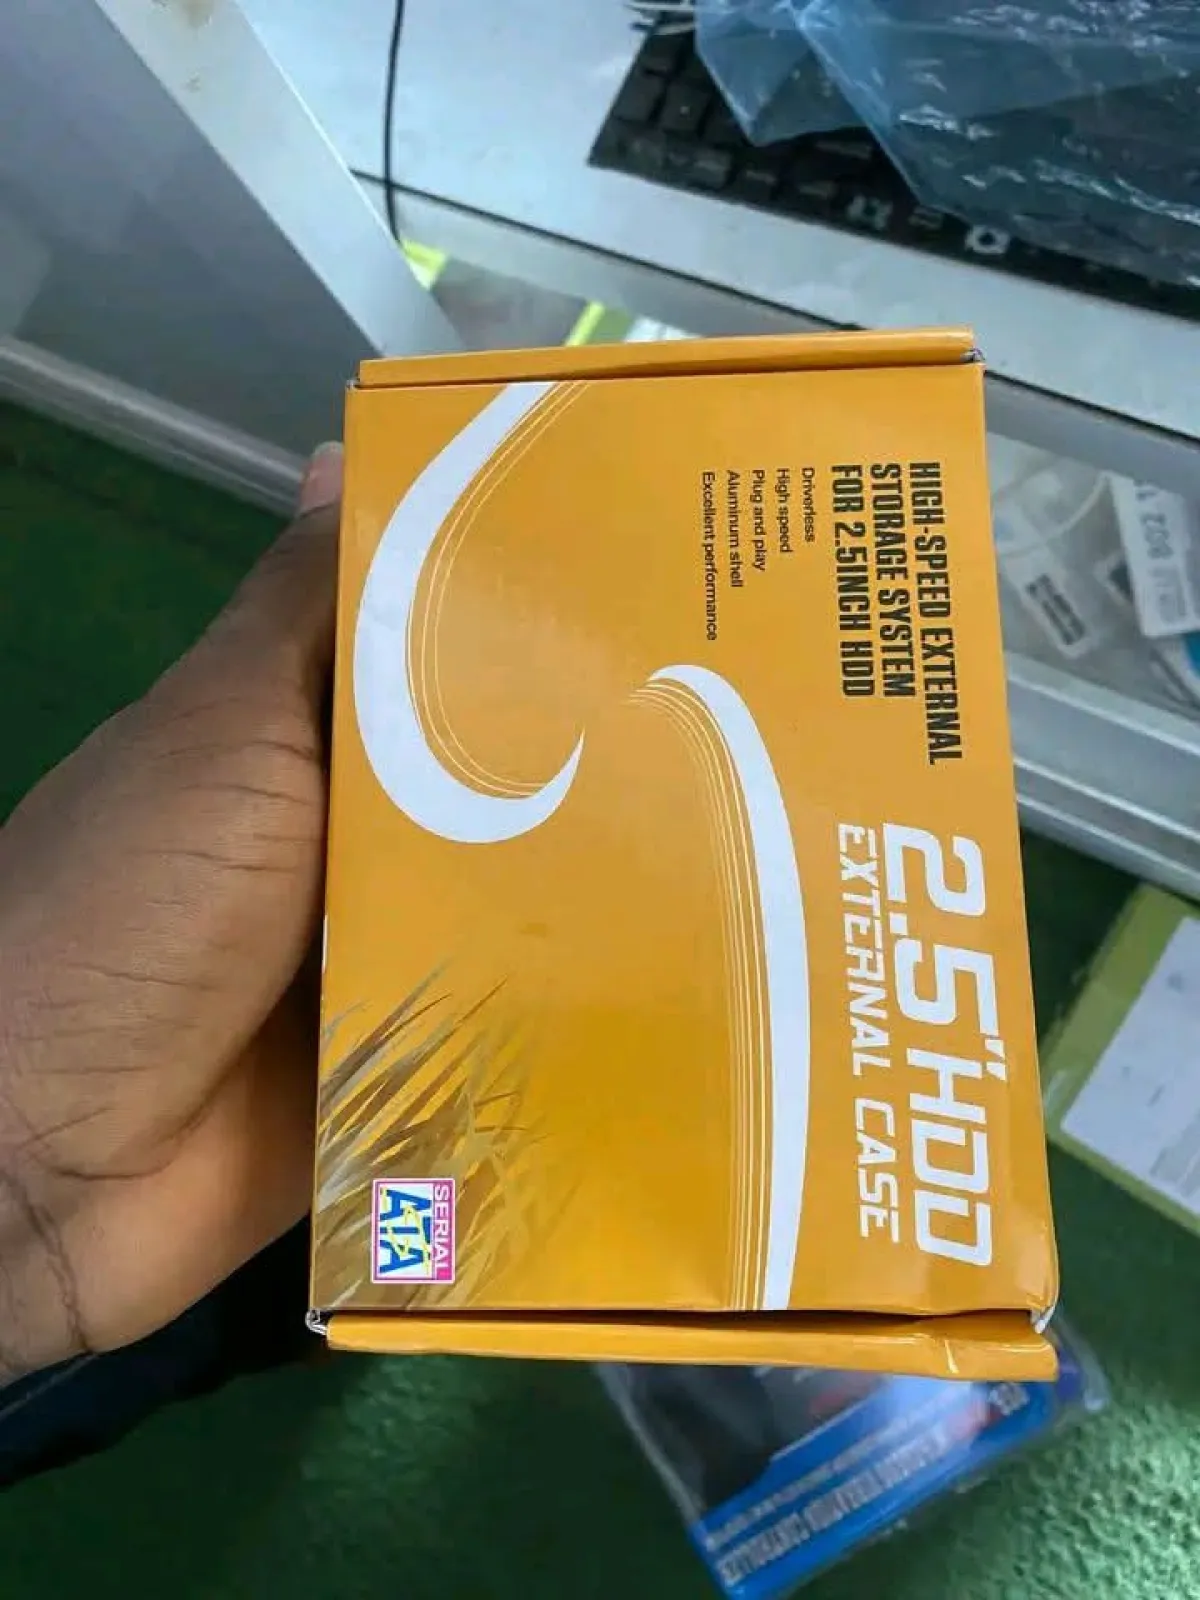 HIGH-SPEED EXTERNAL
STORAGE SYSTEM
FOR 2.5INCH HDD
Driverless
High speed
Plug and play
Aluminum shell
Excellent performance
2.5" HDD
EXTERNAL CASE
SERIAL
ATA